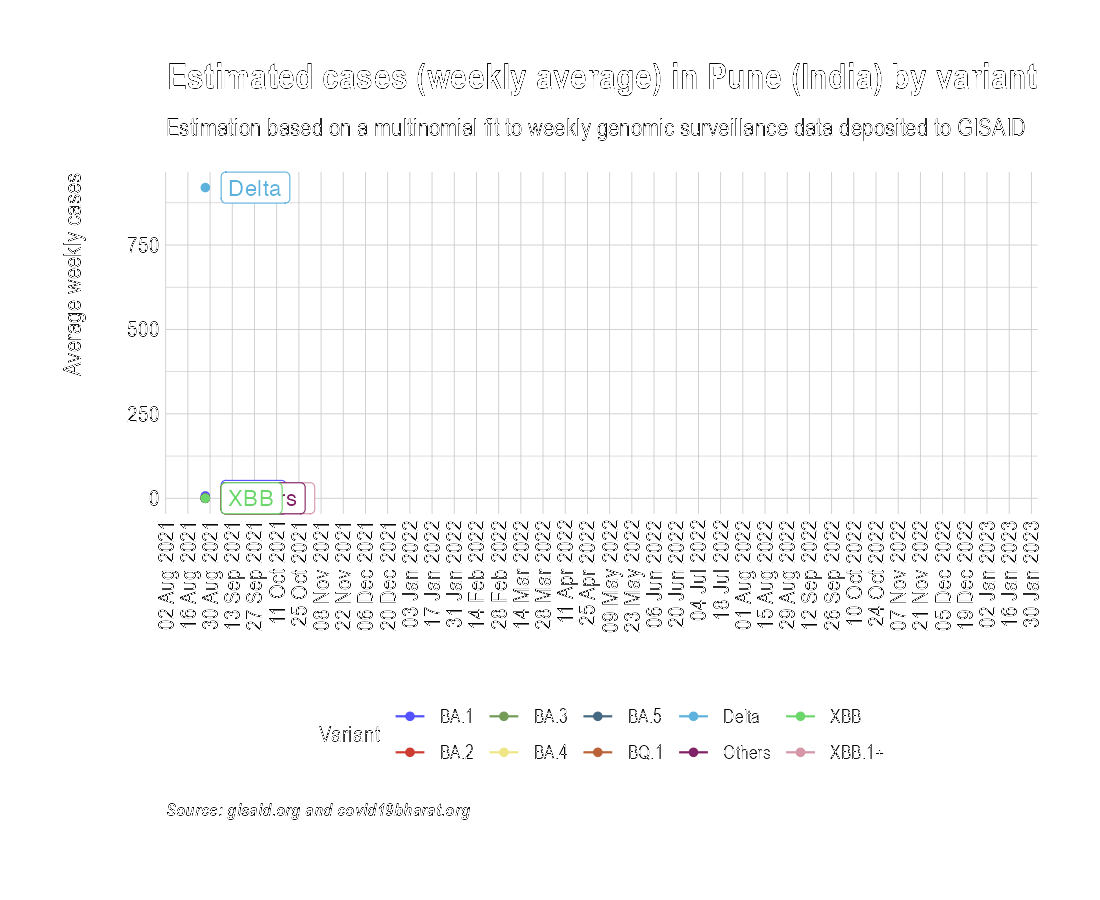 Estimated cases (weekly average) in Pune (India) by variant
Estimation based on a multinomial fit to weekly genomic surveillance data deposited to GISAID
Average weekly cases
750
500
250
0
Delta
XBB
rs
02 Aug 2021
16 Aug 2021
30 Aug 2021
13 Sep 2021
27 Sep 2021
11 Oct 2021
25 Oct 2021
08 Nov 2021
22 Nov 2021
06 Dec 2021
20 Dec 2021
03 Jan 2022
17 Jan 2022
31 Jan 2022
14 Feb 2022
28 Feb 2022
14 Mar 2022
28 Mar 2022
11 Apr 2022
25 Apr 2022
09 May 2022
23 May 2022
06 Jun 2022
20 Jun 2022
04 Jul 2022
18 Jul 2022
01 Aug 2022
15 Aug 2022
29 Aug 2022
12 Sep 2022
26 Sep 2022
10 Oct 2022
24 Oct 2022
07 Nov 2022
21 Nov 2022
05 Dec 2022
19 Dec 2022
02 Jan 2023
16 Jan 2023
30 Jan 2023
Variant
BA.1 BA.3 BA.5 Delta XBB
BA.2 BA.4 BQ.1 Others XBB.1+
Source: gisaid.org and covid19bharat.org